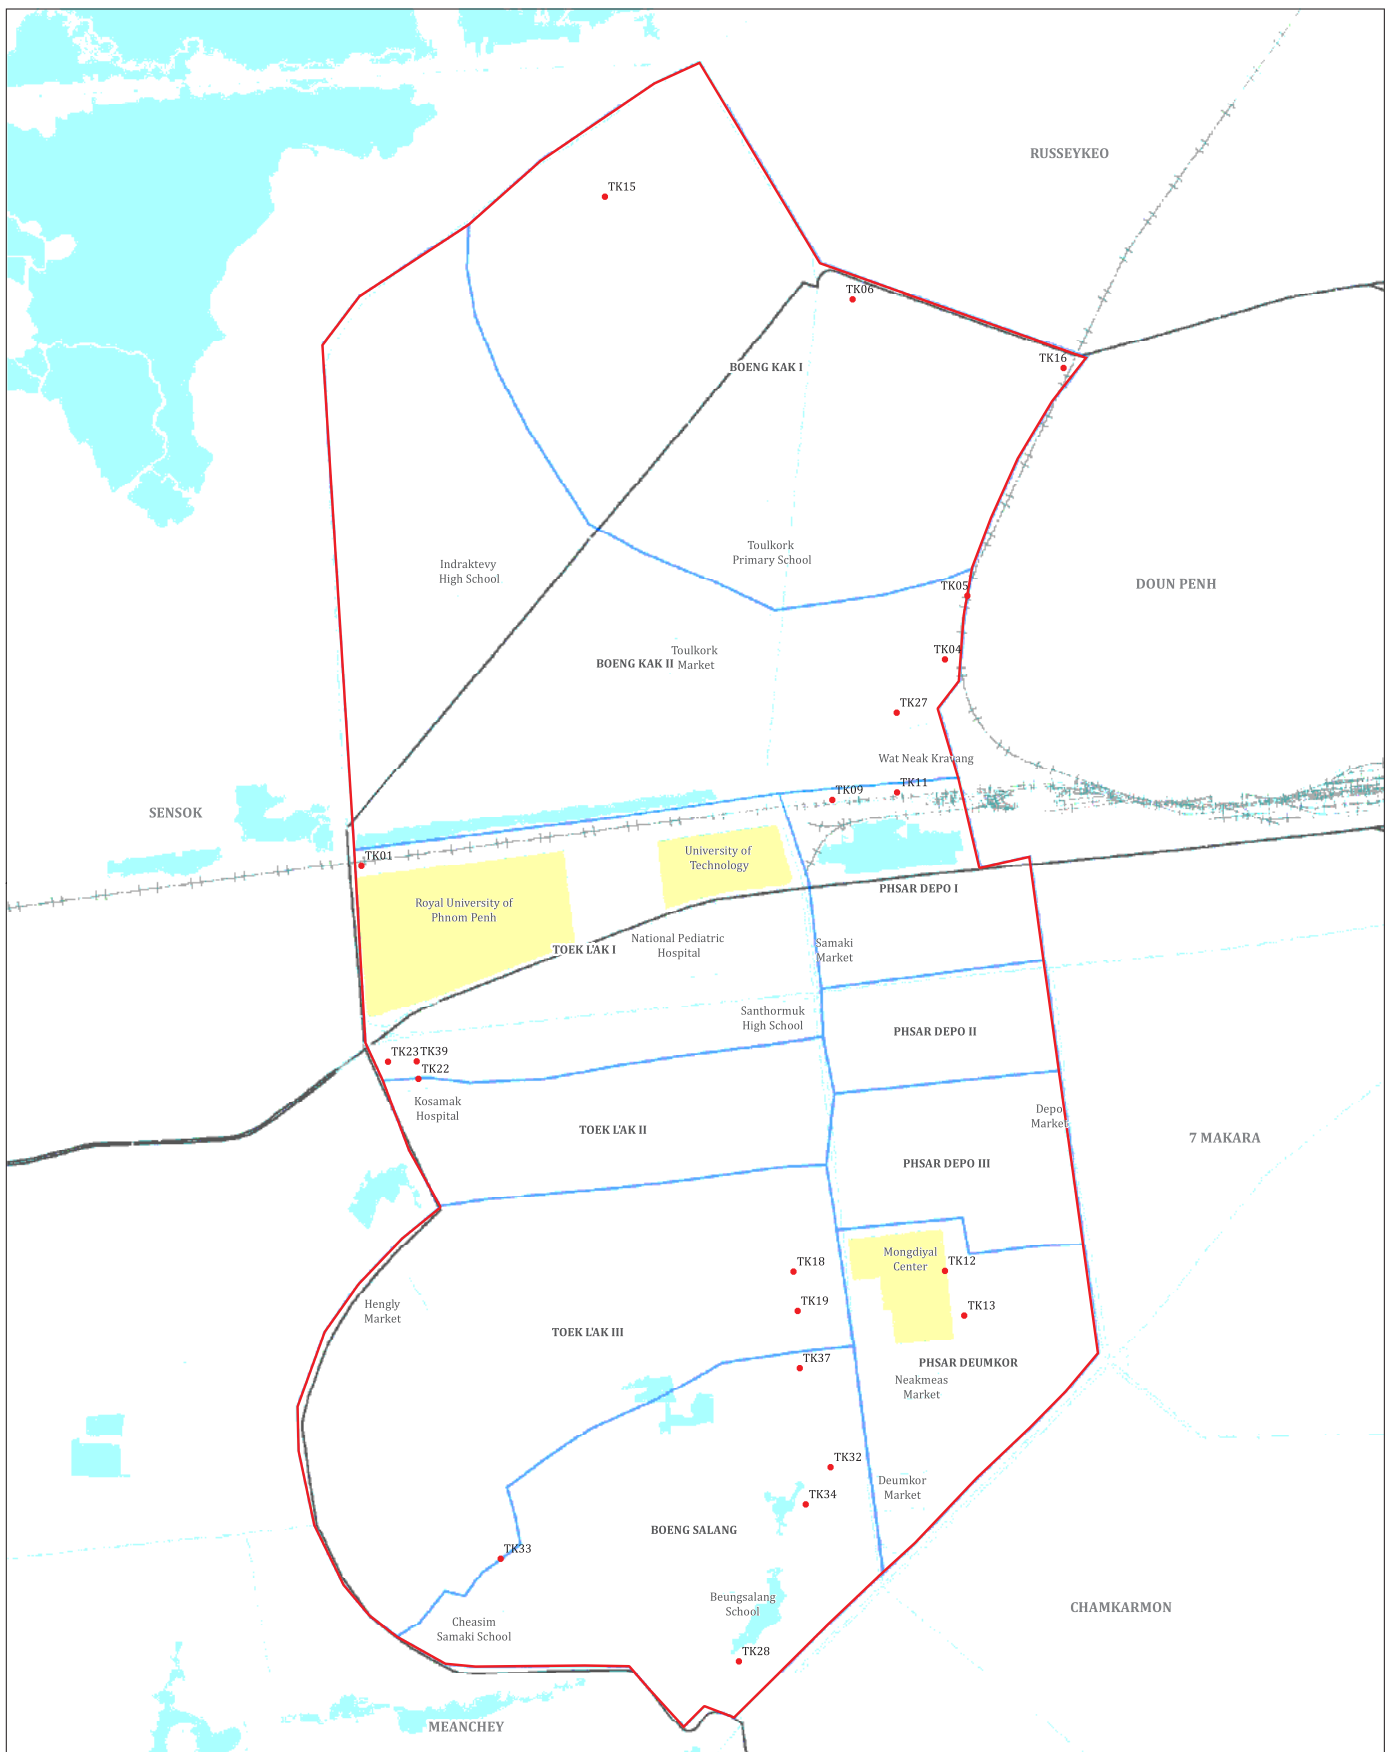 RUSSEYKEO
TK15
TK06
TK16
BOENG KAK I
Toulkork
Primary School
Indraktevy
High School
DOUN PENH
TK05
TK04
Toulkork
Market
BOENG KAK II
TK27
Wat Neak Kravang
TK11
TK09
SENSOK
TK01
University of
Technology
PHSAR DEPO I
Royal University of
Phnom Penh
National Pediatric
Hospital
TOEK L'AK I
Samaki
Market
Santhormuk
High School
PHSAR DEPO II
TK23
TK39
TK22
Kosamak
Hospital
Depo
Market
TOEK L'AK II
7 MAKARA
PHSAR DEPO III
Mongdiyal
Center
TK18
TK12
TK19
TK13
Hengly
Market
TOEK L'AK III
TK37
PHSAR DEUMKOR
Neakmeas
Market
TK32
TK34
Deumkor
Market
BOENG SALANG
TK33
Beungsalang
School
CHAMKARMON
Cheasim
Samaki School
TK28
MEANCHEY